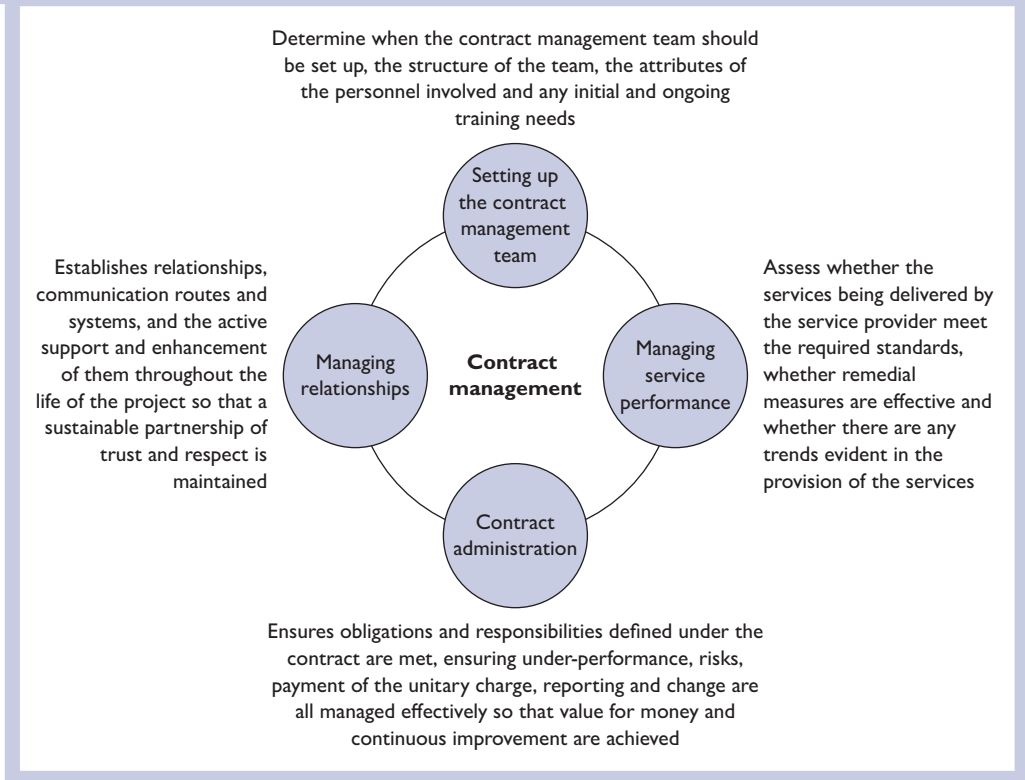 Determine when the contract management team should
be set up, the structure of the team, the attributes of
the personnel involved and any initial and ongoing
training needs
Setting up
the contract
management
team
Establishes relationships,
communication routes and
systems, and the active
support and enhancement
of them throughout the
life of the project so that a
sustainable partnership of
trust and respect is
maintained
Managing
relationships
Contract
management
Managing
service
performance
Assess whether the
services being delivered by
the service provider meet
the required standards,
whether remedial
measures are effective and
whether there are any
trends evident in the
provision of the services
Contract
administration
Ensures obligations and responsibilities defined under the
contract are met, ensuring under-performance, risks,
payment of the unitary charge, reporting and change are
all managed effectively so that value for money and
continuous improvement are achieved